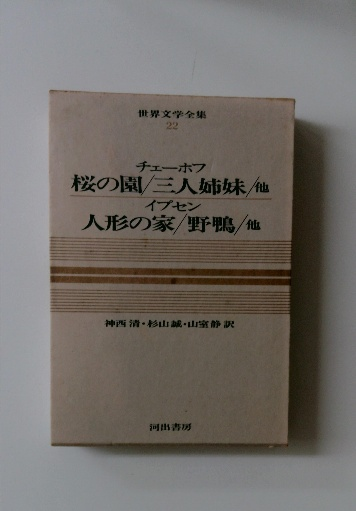 世界文学全集
22
チェーホフ
桜の園/三人姉妹/他
イプセン
人形の家/野鴨/他
神西清・杉山誠・山室静訳
河出書房